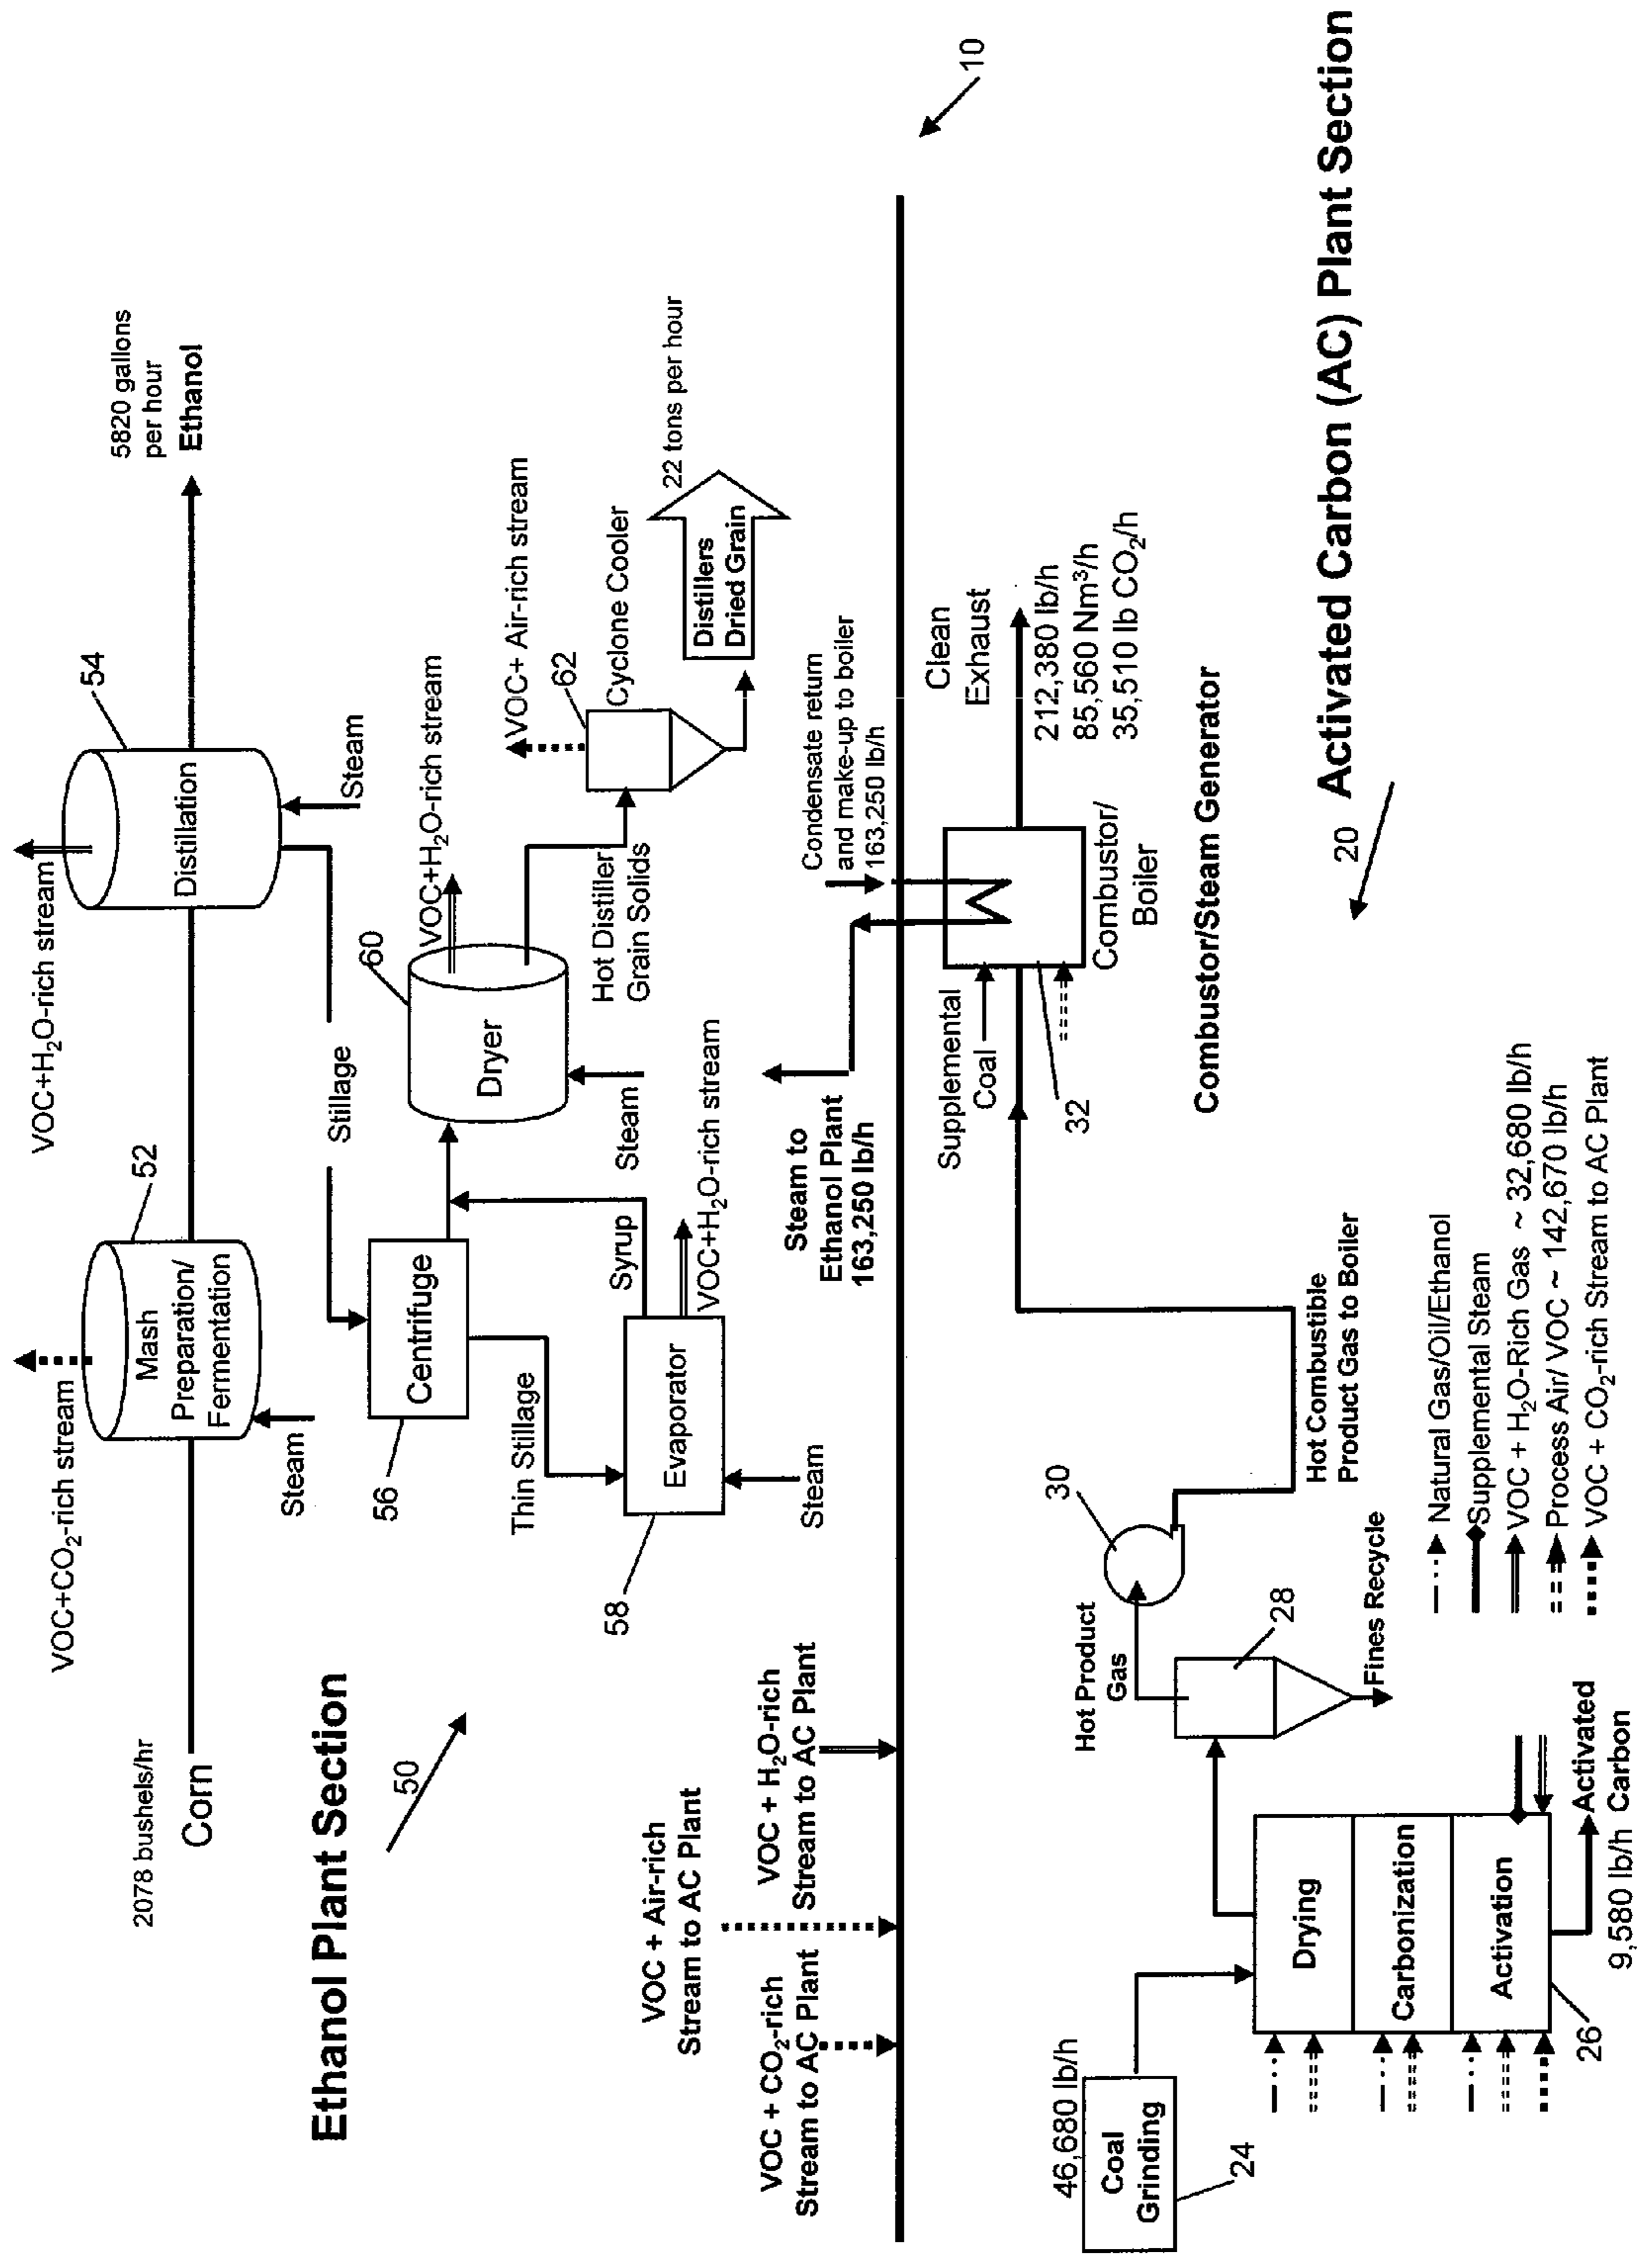 Ethanol Plant Section
50
2078 bushels/hr
Corn
VOC+CO2-rich stream
Mash
Preparation/
Fermentation
52
Steam
VOC+H2O-rich stream
Distillation
54
Steam
5820 gallons
per hour
Ethanol
Stillage
Centrifuge
56
Thin Stillage
Syrup
Evaporator
58
Steam
VOC+H2O-rich stream
Dryer
60
Steam
VOC+H2O-rich stream
Hot Distiller
Grain Solids
VOC+ Air-rich stream
62
Cyclone Cooler
Distillers
Dried Grain
22 tons per hour
VOC + CO2-rich
Stream to AC Plant
VOC + Air-rich
Stream to AC Plant
VOC + H2O-rich
Stream to AC Plant
Steam to
Ethanol Plant
163,250 lb/h
Condensate return
and make-up to boiler
163,250 lb/h
10
46,680 lb/h
Coal
Grinding
24
Drying
Carbonization
Activation
26
Activated
Carbon
9,580 lb/h
Hot Product
Gas
28
Fines Recycle
30
Hot Combustible
Product Gas to Boiler
Supplemental
Coal
32
Combustor/
Boiler
Clean
Exhaust
212,380 lb/h
85,560 Nm3/h
35,510 lb CO2/h
Combustor/Steam Generator
20
Activated Carbon (AC) Plant Section
Natural Gas/Oil/Ethanol
Supplemental Steam
VOC + H2O-Rich Gas ~ 32,680 lb/h
Process Air/ VOC ~ 142,670 lb/h
VOC + CO2-rich Stream to AC Plant